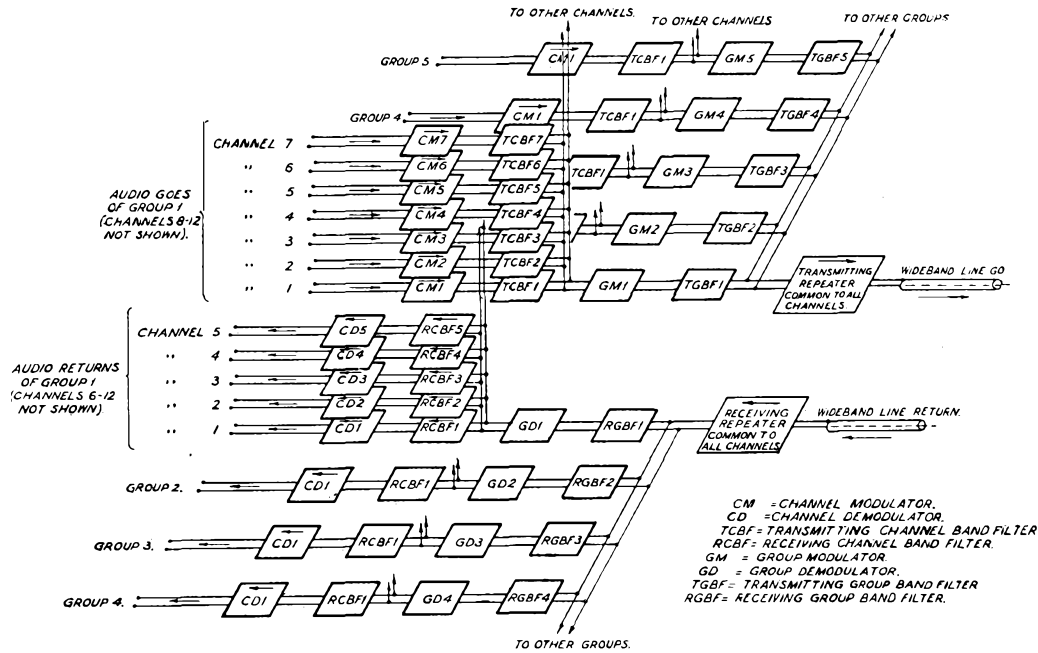 TO OTHER CHANNELS.
TO OTHER CHANNELS
TO OTHER GROUPS
GROUP 5
CM1
TCBF1
GM5
TGBF5
GROUP 4
CM1
TCBF1
GM4
TGBF4
AUDIO GOES
OF GROUP 1
(CHANNELS 8-12
NOT SHOWN).
CHANNEL 7
CM7
TCBF7
" 6
CM6
TCBF6
TCBF1
GM3
TGBF3
" 5
CM5
TCBF5
" 4
CM4
TCBF4
GM2
TGBF2
" 3
CM3
TCBF3
" 2
CM2
TCBF2
" 1
CM1
TCBF1
GM1
TGBF1
TRANSMITTING
REPEATER
COMMON TO ALL
CHANNELS.
WIDEBAND LINE GO
AUDIO RETURNS
OF GROUP 1
(CHANNELS 6-12
NOT SHOWN)
CHANNEL 5
CD5
RCBF5
" 4
CD4
RCBF4
" 3
CD3
RCBF3
" 2
CD2
RCBF2
" 1
CD1
RCBF1
GD1
RGBF1
RECEIVING
REPEATER
COMMON TO
ALL CHANNELS
WIDEBAND LINE RETURN.
GROUP 2.
CD1
RCBF1
GD2
RGBF2
GROUP 3.
CD1
RCBF1
GD3
RGBF3
GROUP 4.
CD1
RCBF1
GD4
RGBF4
TO OTHER GROUPS.
CM = CHANNEL MODULATOR.
CD = CHANNEL DEMODULATOR.
TCBF = TRANSMITTING CHANNEL BAND FILTER
RCBF = RECEIVING CHANNEL BAND FILTER.
GM = GROUP MODULATOR
GD = GROUP DEMODULATOR.
TGBF = TRANSMITTING GROUP BAND FILTER
RGBF = RECEIVING GROUP BAND FILTER.